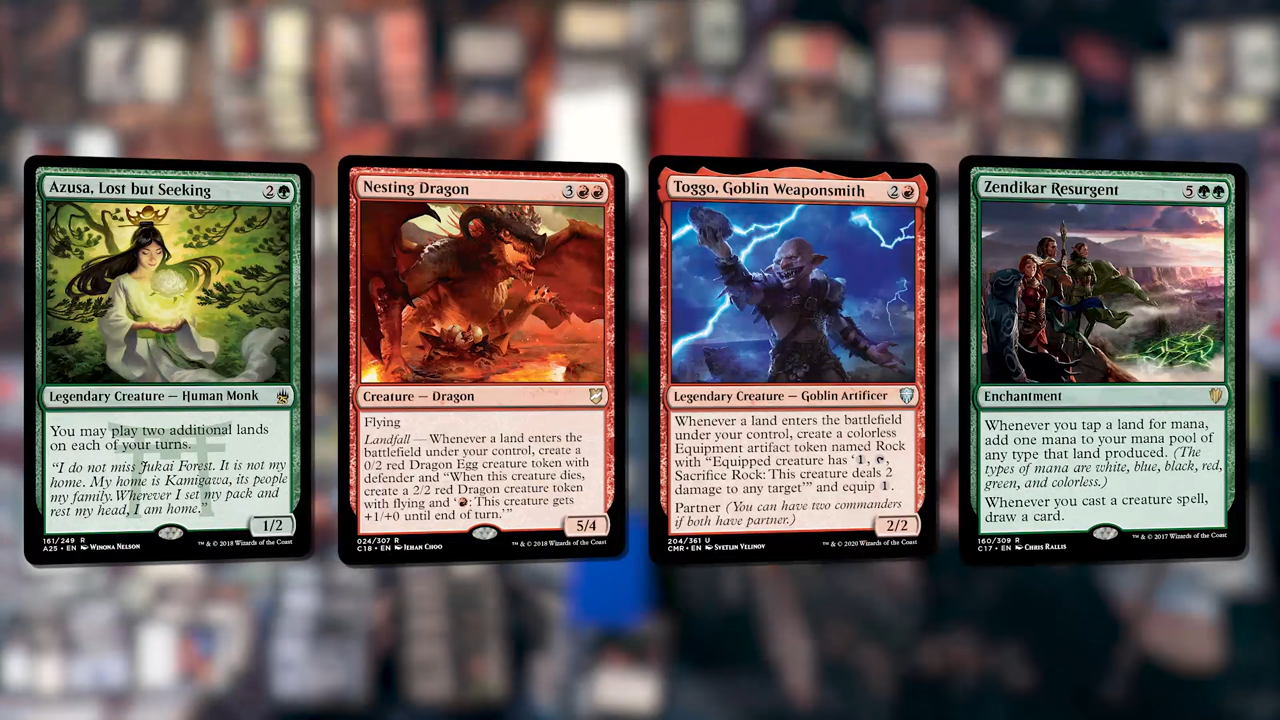 Azusa, Lost but Seeking 2
Legendary Creature — Human Monk
You may play two additional lands
on each of your turns.
“I do not miss Jukai Forest. It is not my
home. My home is Kamigawa, its people
my family. Wherever I set my pack and
rest my head, I am home.”
1/2
161/249 R
A25 • EN Winona Nelson
™ & © 2018 Wizards of the Coast
Nesting Dragon 3
Creature — Dragon
Flying
Landfall — Whenever a land enters the
battlefield under your control, create a
0/2 red Dragon Egg creature token with
defender and “When this creature dies,
create a 2/2 red Dragon creature token
with flying and ‘: This creature gets
+1/+0 until end of turn.’”
5/4
024/307 R
C18 • EN Jehan Choo
™ & © 2018 Wizards of the Coast
Toggo, Goblin Weaponsmith 2
Legendary Creature — Goblin Artificer
Whenever a land enters the battlefield
under your control, create a colorless
Equipment artifact token named Rock
with “Equipped creature has ‘1, ,
Sacrifice Rock: This creature deals 2
damage to any target’” and equip 1.
Partner (You can have two commanders
if both have partner.)
2/2
204/361 U
CMR • EN Svetlin Velinov
™ & © 2020 Wizards of the Coast
Zendikar Resurgent 5
Enchantment
Whenever you tap a land for mana,
add one mana to your mana pool of
any type that land produced. (The
types of mana are white, blue, black, red,
green, and colorless.)
Whenever you cast a creature spell,
draw a card.
160/309 R
C17 • EN Chris Rallis
™ & © 2017 Wizards of the Coast